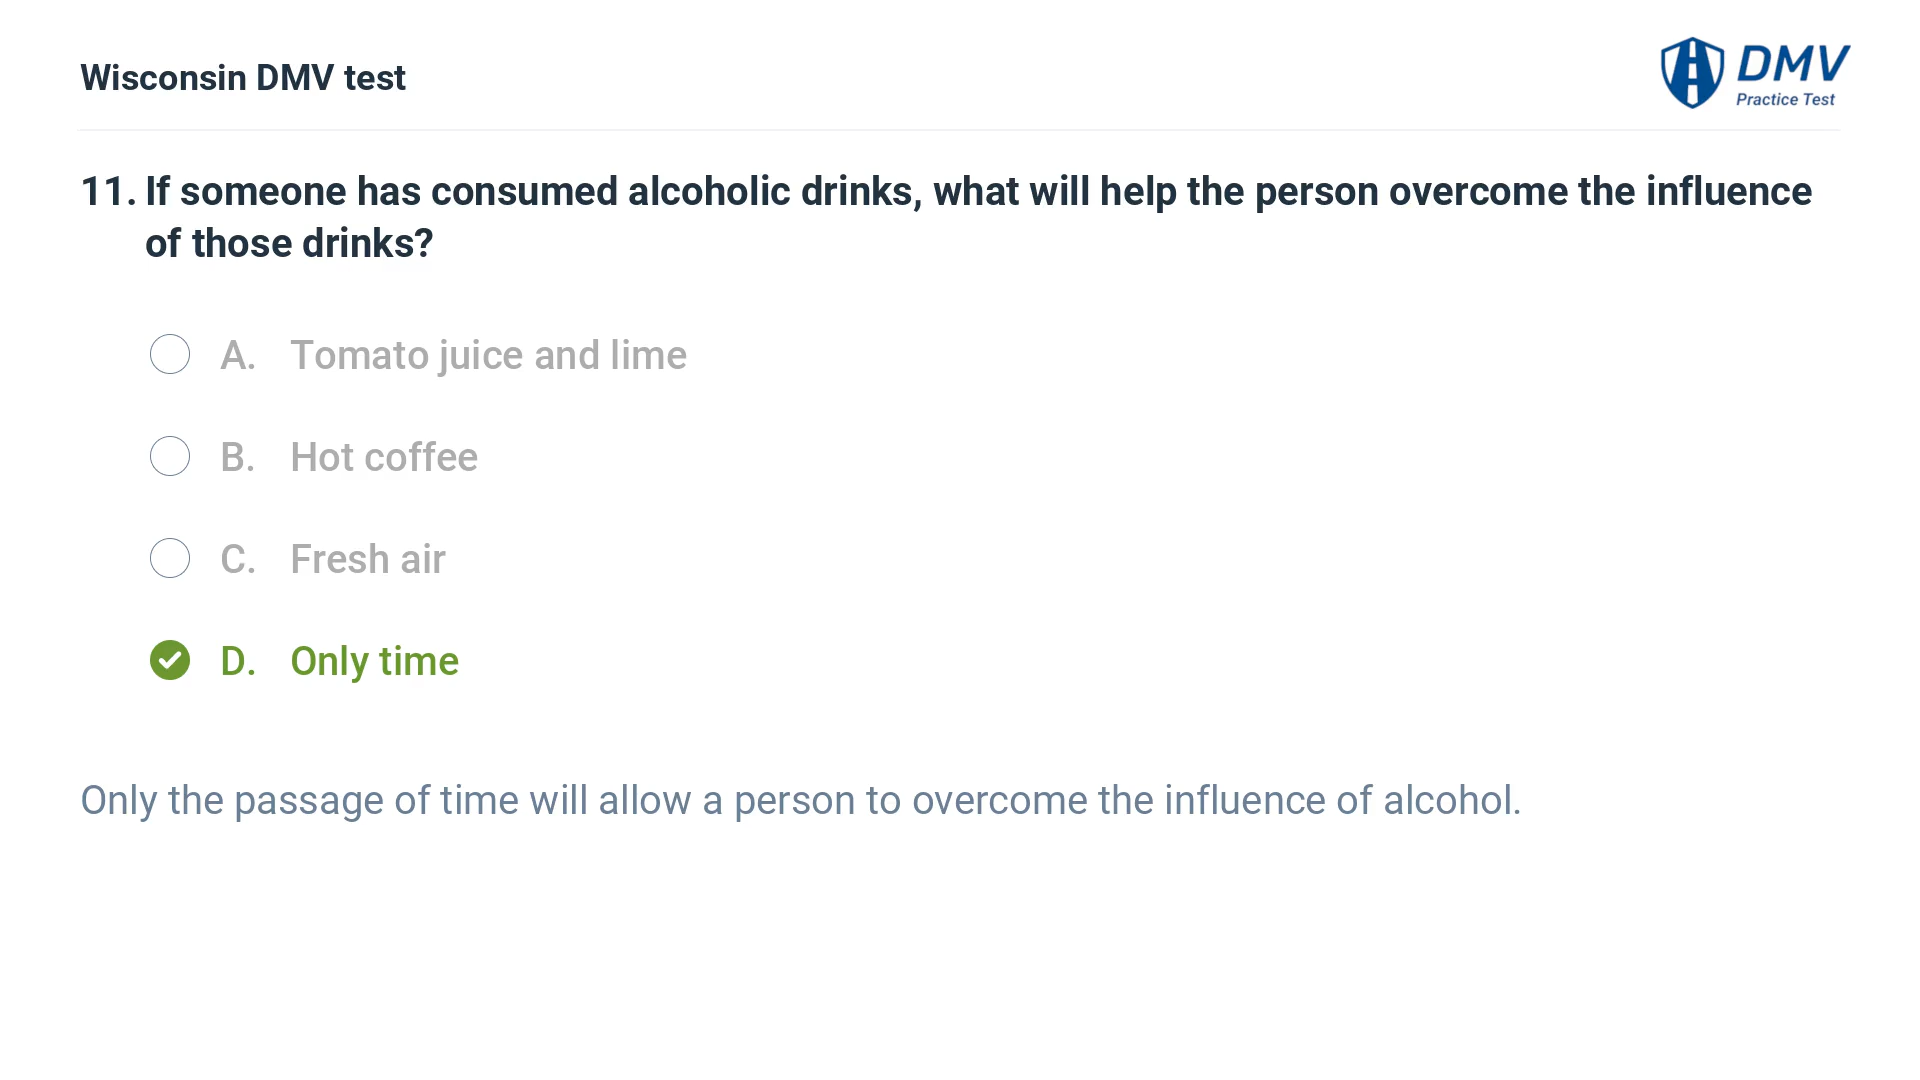 Wisconsin DMV test
DMV
Practice Test
11. If someone has consumed alcoholic drinks, what will help the person overcome the influence
of those drinks?
A. Tomato juice and lime
B. Hot coffee
C. Fresh air
D. Only time
Only the passage of time will allow a person to overcome the influence of alcohol.